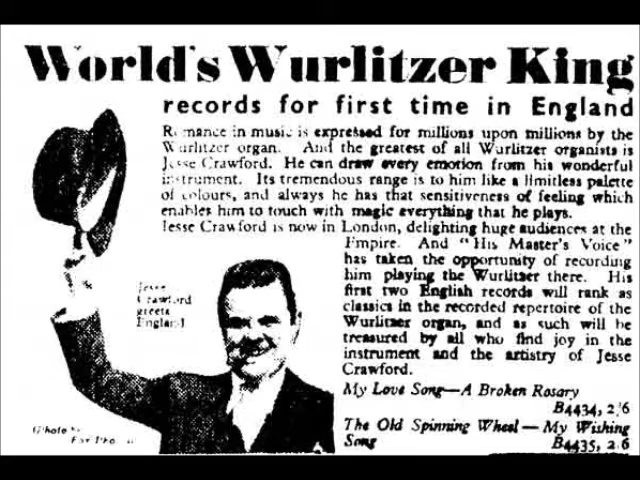 World's Wurlitzer King
records for first time in England
Romance in music is expressed for millions upon millions by the
Wurlitzer organ. And the greatest of all Wurlitzer organists is
Jesse Crawford. He can draw every emotion from his wonderful
instrument. Its tremendous range is to him like a limitless palette
of colours, and always he has that sensitiveness of feeling which
enables him to touch with magic everything that he plays.
Jesse Crawford is now in London, delighting huge audiences at the
Empire. And "His Master's Voice"
has taken the opportunity of recording
him playing the Wurlitzer there. His
first two English records will rank as
classics in the recorded repertoire of the
Wurlitzer organ, and as such will be
treasured by all who find joy in the
instrument and the artistry of Jesse
Crawford.
My Love Song—A Broken Rosary
B4434, 2/6
The Old Spinning Wheel—My Wishing
Song
B4435, 2/6
Jesse
Crawford
greets
England
(Photo by